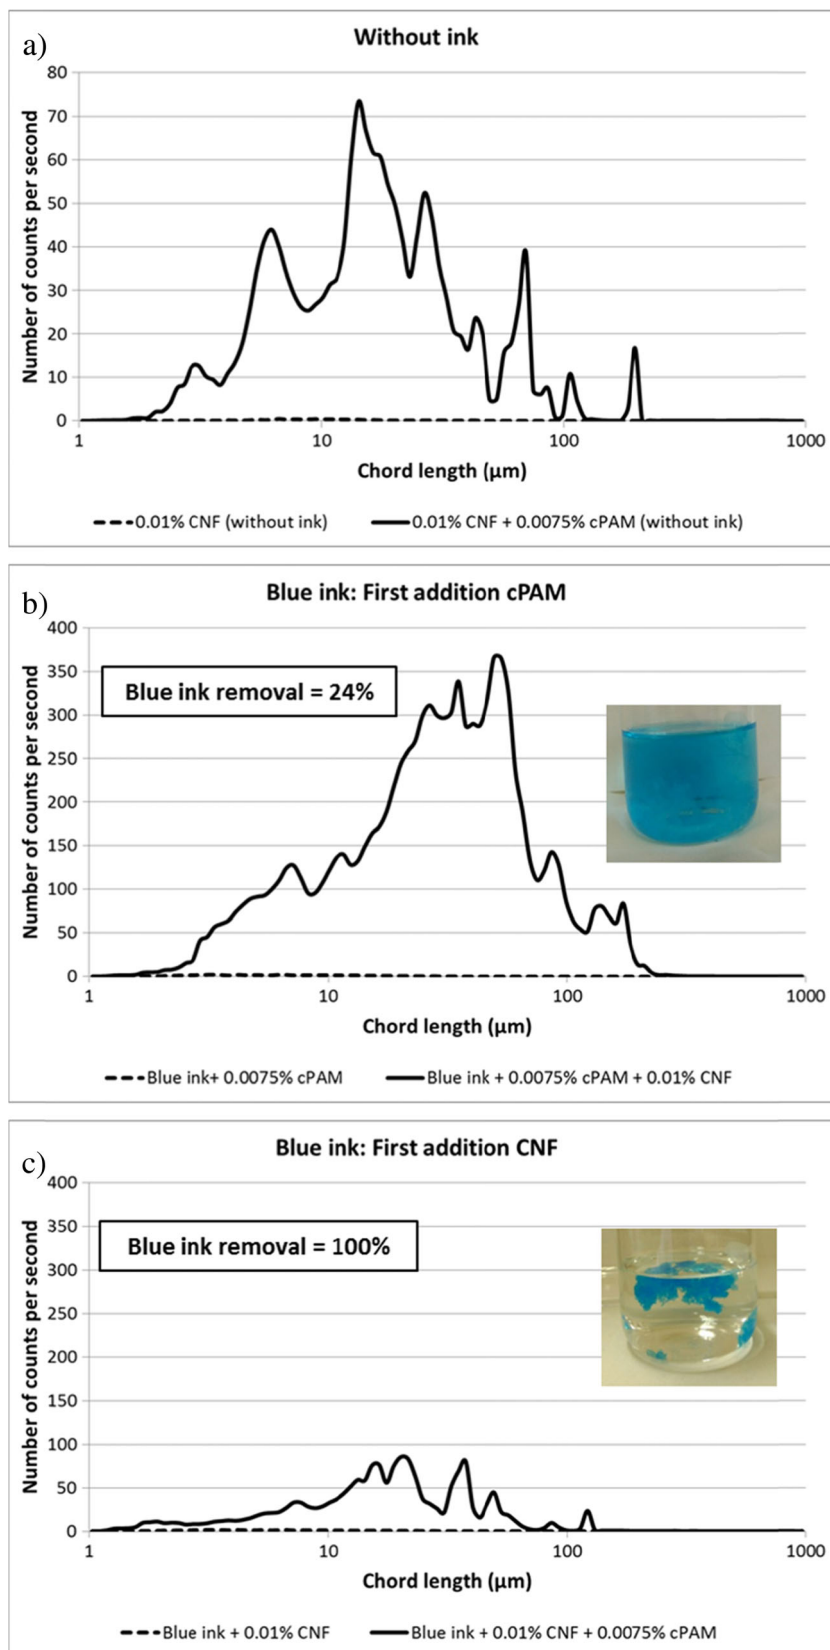 a)
Without ink
Number of counts per second
80
70
60
50
40
30
20
10
0
1 10 100 1000
Chord length (µm)
0.01% CNF (without ink) 0.01% CNF + 0.0075% cPAM (without ink)
b)
Blue ink: First addition cPAM
Number of counts per second
400
350
300
250
200
150
100
50
0
Blue ink removal = 24%
1 10 100 1000
Chord length (µm)
Blue ink+ 0.0075% cPAM Blue ink + 0.0075% cPAM + 0.01% CNF
c)
Blue ink: First addition CNF
Number of counts per second
400
350
300
250
200
150
100
50
0
Blue ink removal = 100%
1 10 100 1000
Chord length (µm)
Blue ink + 0.01% CNF Blue ink + 0.01% CNF + 0.0075% cPAM